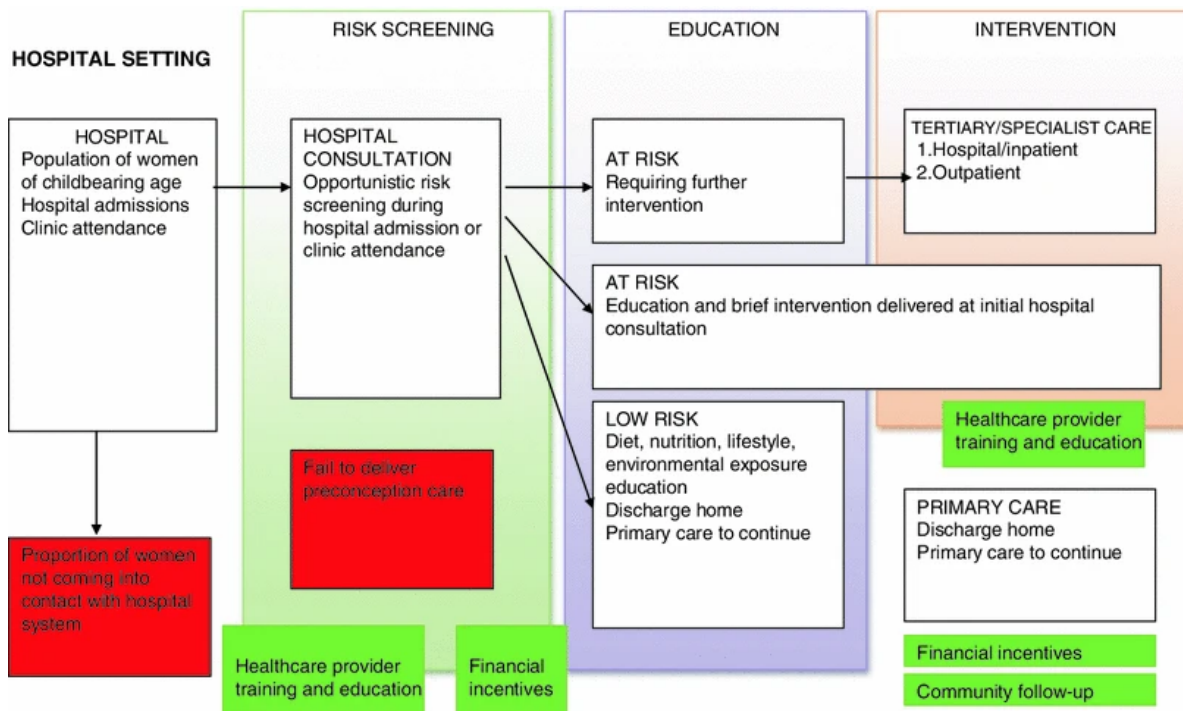 HOSPITAL SETTING
RISK SCREENING
EDUCATION
INTERVENTION
HOSPITAL
Population of women
of childbearing age
Hospital admissions
Clinic attendance
Proportion of women
not coming into
contact with hospital
system
HOSPITAL
CONSULTATION
Opportunistic risk
screening during
hospital admission or
clinic attendance
Fail to deliver
preconception care
Healthcare provider
training and education
Financial
incentives
AT RISK
Requiring further
intervention
AT RISK
Education and brief intervention delivered at initial hospital
consultation
LOW RISK
Diet, nutrition, lifestyle,
environmental exposure
education
Discharge home
Primary care to continue
TERTIARY/SPECIALIST CARE
1.Hospital/inpatient
2.Outpatient
Healthcare provider
training and education
PRIMARY CARE
Discharge home
Primary care to continue
Financial incentives
Community follow-up